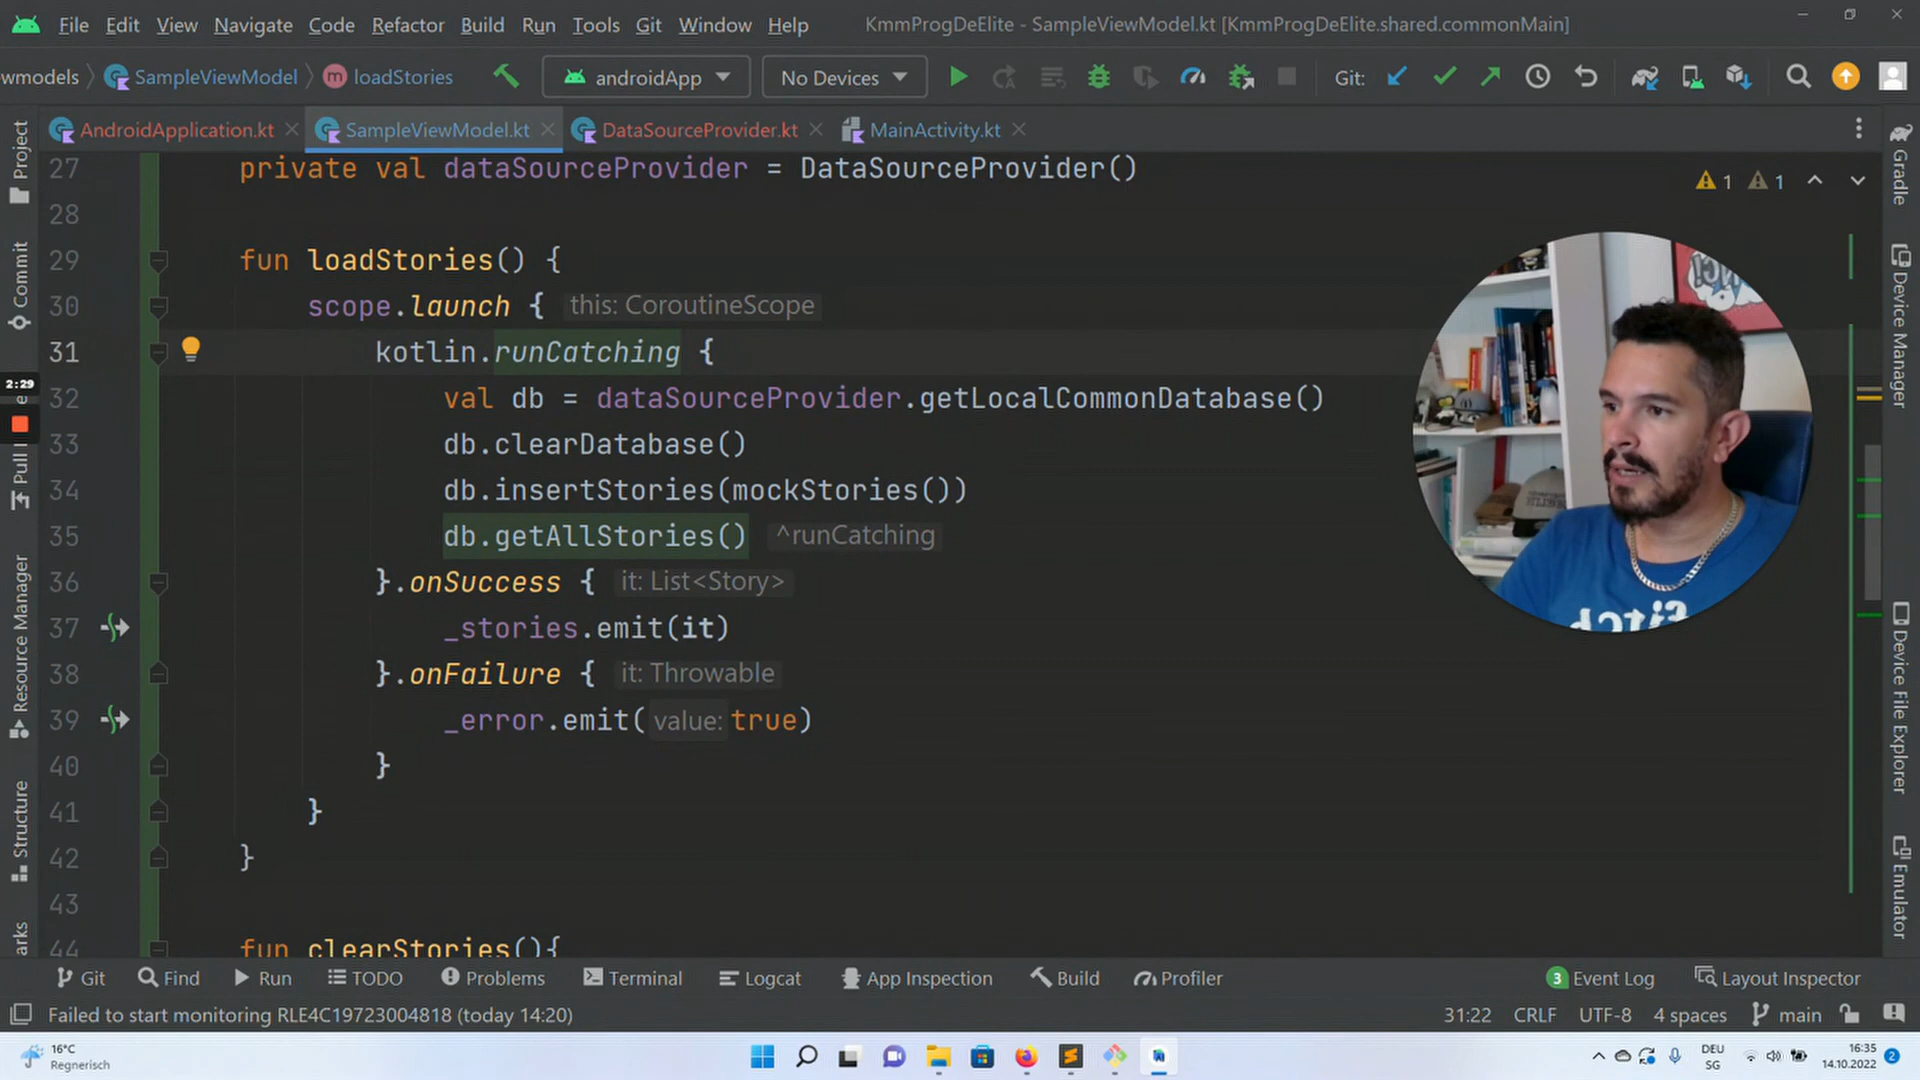 File Edit View Navigate Code Refactor Build Run Tools Git Window Help KmmProgDeElite - SampleViewModel.kt [KmmProgDeElite.shared.commonMain]
wmodels SampleViewModel loadStories androidApp No Devices Git:
AndroidApplication.kt SampleViewModel.kt DataSourceProvider.kt MainActivity.kt
27 private val dataSourceProvider = DataSourceProvider()
1 1
28
29 fun loadStories() {
30 scope.launch { this: CoroutineScope
31 kotlin.runCatching {
32 val db = dataSourceProvider.getLocalCommonDatabase()
33 db.clearDatabase()
34 db.insertStories(mockStories())
35 db.getAllStories() ^runCatching
36 }.onSuccess { it: List<Story>
37 _stories.emit(it)
38 }.onFailure { it: Throwable
39 _error.emit( value: true)
40 }
41 }
42 }
43
44 fun clearStories(){
Project
Commit
2:29
e
Pull
Resource Manager
Structure
arks
Gradle
Device Manager
Device File Explorer
Emulator
Git Find Run TODO Problems Terminal Logcat App Inspection Build Profiler 3 Event Log Layout Inspector
Failed to start monitoring RLE4C19723004818 (today 14:20) 31:22 CRLF UTF-8 4 spaces main
16°C
Regnerisch
DEU
SG
16:35
14.10.2022
2